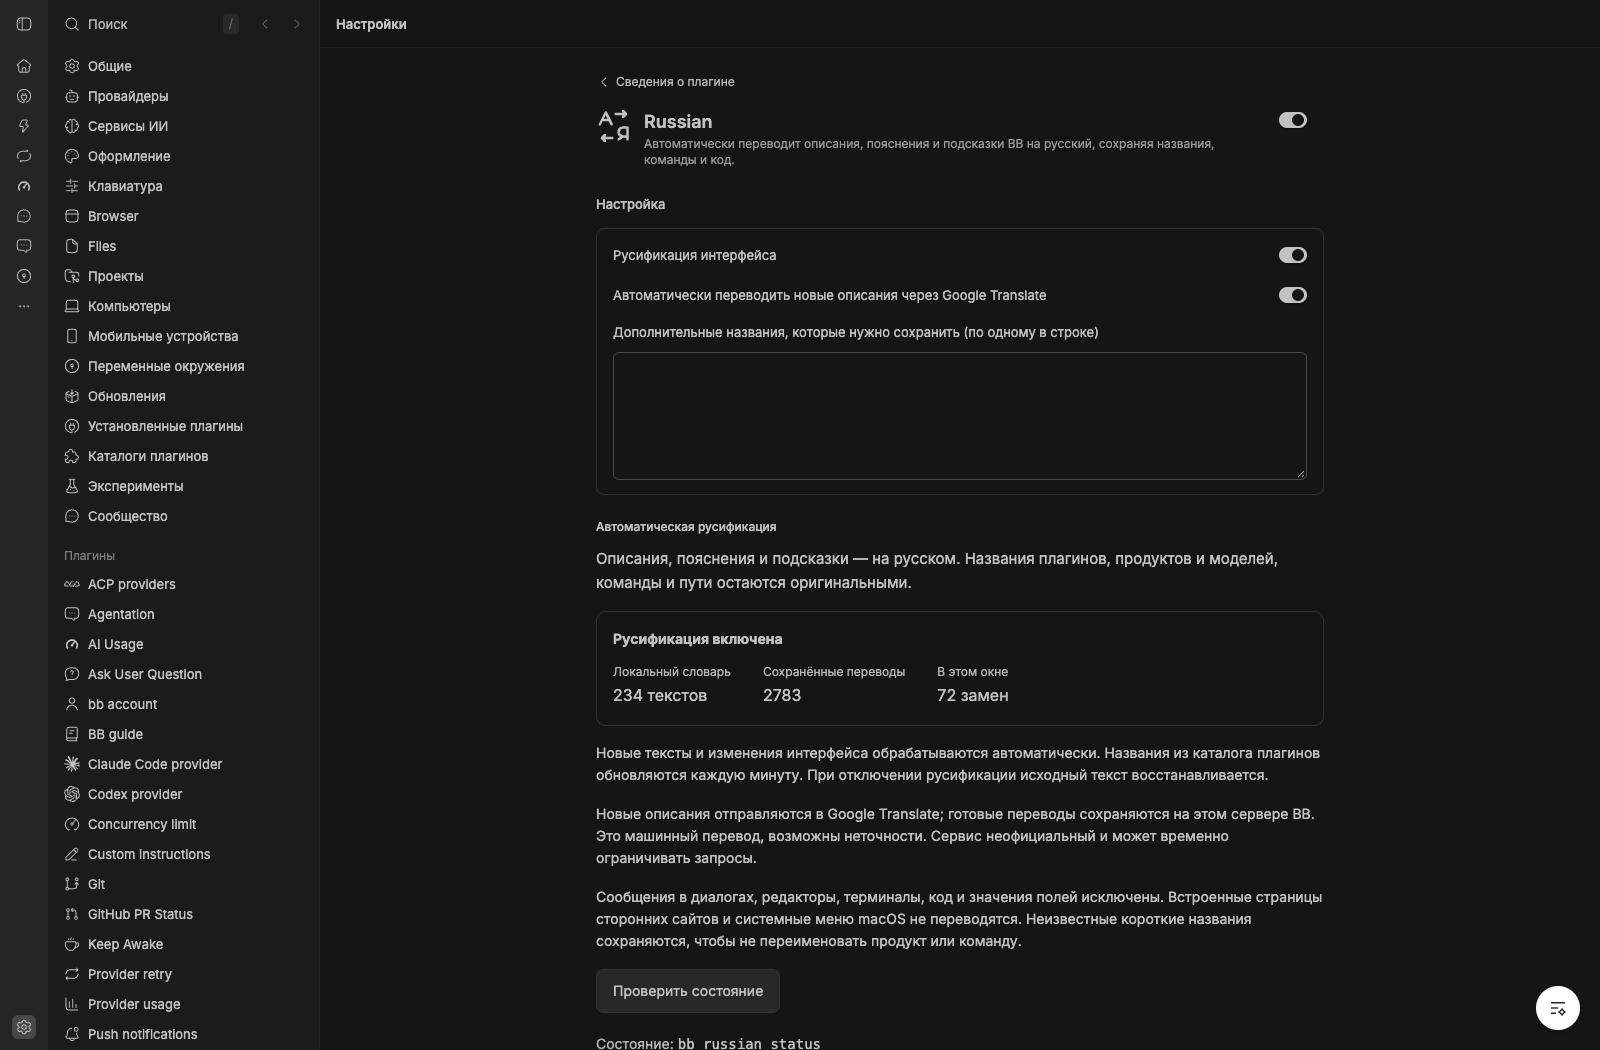 Поиск
/
Настройки
Общие
Провайдеры
Сервисы ИИ
Оформление
Клавиатура
Browser
Files
Проекты
Компьютеры
Мобильные устройства
Переменные окружения
Обновления
Установленные плагины
Каталоги плагинов
Эксперименты
Сообщество
Плагины
ACP providers
Agentation
AI Usage
Ask User Question
bb account
BB guide
Claude Code provider
Codex provider
Concurrency limit
Custom instructions
Git
GitHub PR Status
Keep Awake
Provider retry
Provider usage
Push notifications
Сведения о плагине
Russian
Автоматически переводит описания, пояснения и подсказки BB на русский, сохраняя названия,
команды и код.
Настройка
Русификация интерфейса
Автоматически переводить новые описания через Google Translate
Дополнительные названия, которые нужно сохранить (по одному в строке)
Автоматическая русификация
Описания, пояснения и подсказки — на русском. Названия плагинов, продуктов и моделей,
команды и пути остаются оригинальными.
Русификация включена
Локальный словарь
234 текстов
Сохранённые переводы
2783
В этом окне
72 замен
Новые тексты и изменения интерфейса обрабатываются автоматически. Названия из каталога плагинов
обновляются каждую минуту. При отключении русификации исходный текст восстанавливается.
Новые описания отправляются в Google Translate; готовые переводы сохраняются на этом сервере BB.
Это машинный перевод, возможны неточности. Сервис неофициальный и может временно
ограничивать запросы.
Сообщения в диалогах, редакторы, терминалы, код и значения полей исключены. Встроенные страницы
сторонних сайтов и системные меню macOS не переводятся. Неизвестные короткие названия
сохраняются, чтобы не переименовать продукт или команду.
Проверить состояние
Состояние: bb russian status